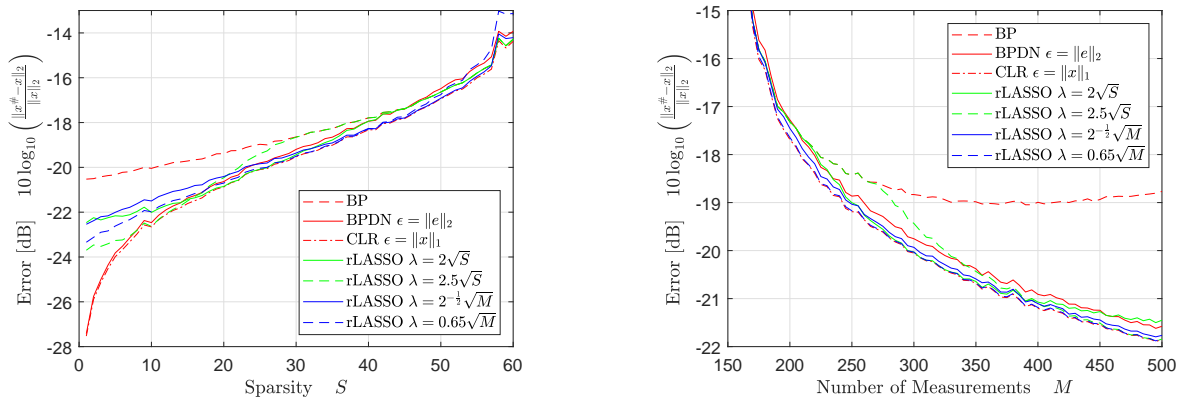 -14
-16
-18
-20
-22
-24
-26
-28
0
10
20
30
40
50
60
Error [dB] 10 log₁₀ (‖x^#−x‖₂ / ‖x‖₂)
Sparsity S
BP
BPDN ϵ = ‖e‖₂
CLR ϵ = ‖x‖₁
rLASSO λ = 2√S
rLASSO λ = 2.5√S
rLASSO λ = 2^{-1/2}√M
rLASSO λ = 0.65√M
-15
-16
-17
-18
-19
-20
-21
-22
150
200
250
300
350
400
450
500
Error [dB] 10 log₁₀ (‖x^#−x‖₂ / ‖x‖₂)
Number of Measurements M
BP
BPDN ϵ = ‖e‖₂
CLR ϵ = ‖x‖₁
rLASSO λ = 2√S
rLASSO λ = 2.5√S
rLASSO λ = 2^{-1/2}√M
rLASSO λ = 0.65√M